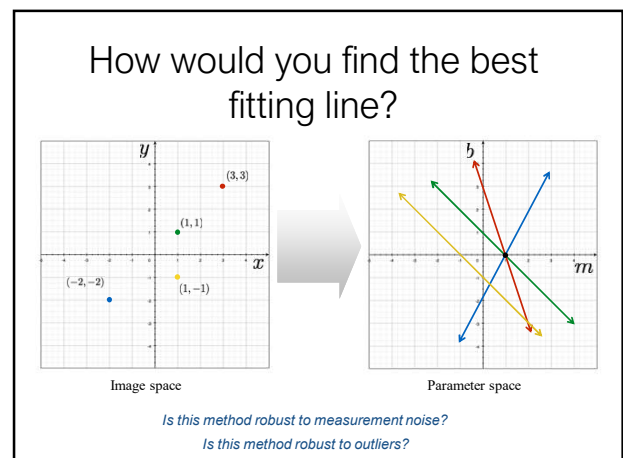 How would you find the best
fitting line?
y
(3,3)
(1,1)
x
(−2,−2)
(1,−1)
Image space
b
m
Parameter space
Is this method robust to measurement noise?
Is this method robust to outliers?